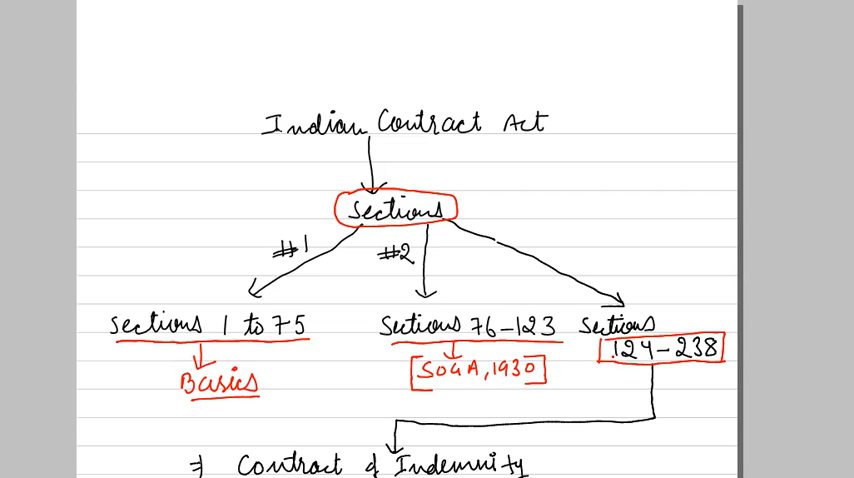 Indian Contract Act
Sections
#1 #2
Sections 1 to 75
Sections 76-123
Sections
124-238
Basics
[SOGA, 1930]
⇒ Contract of Indemnity